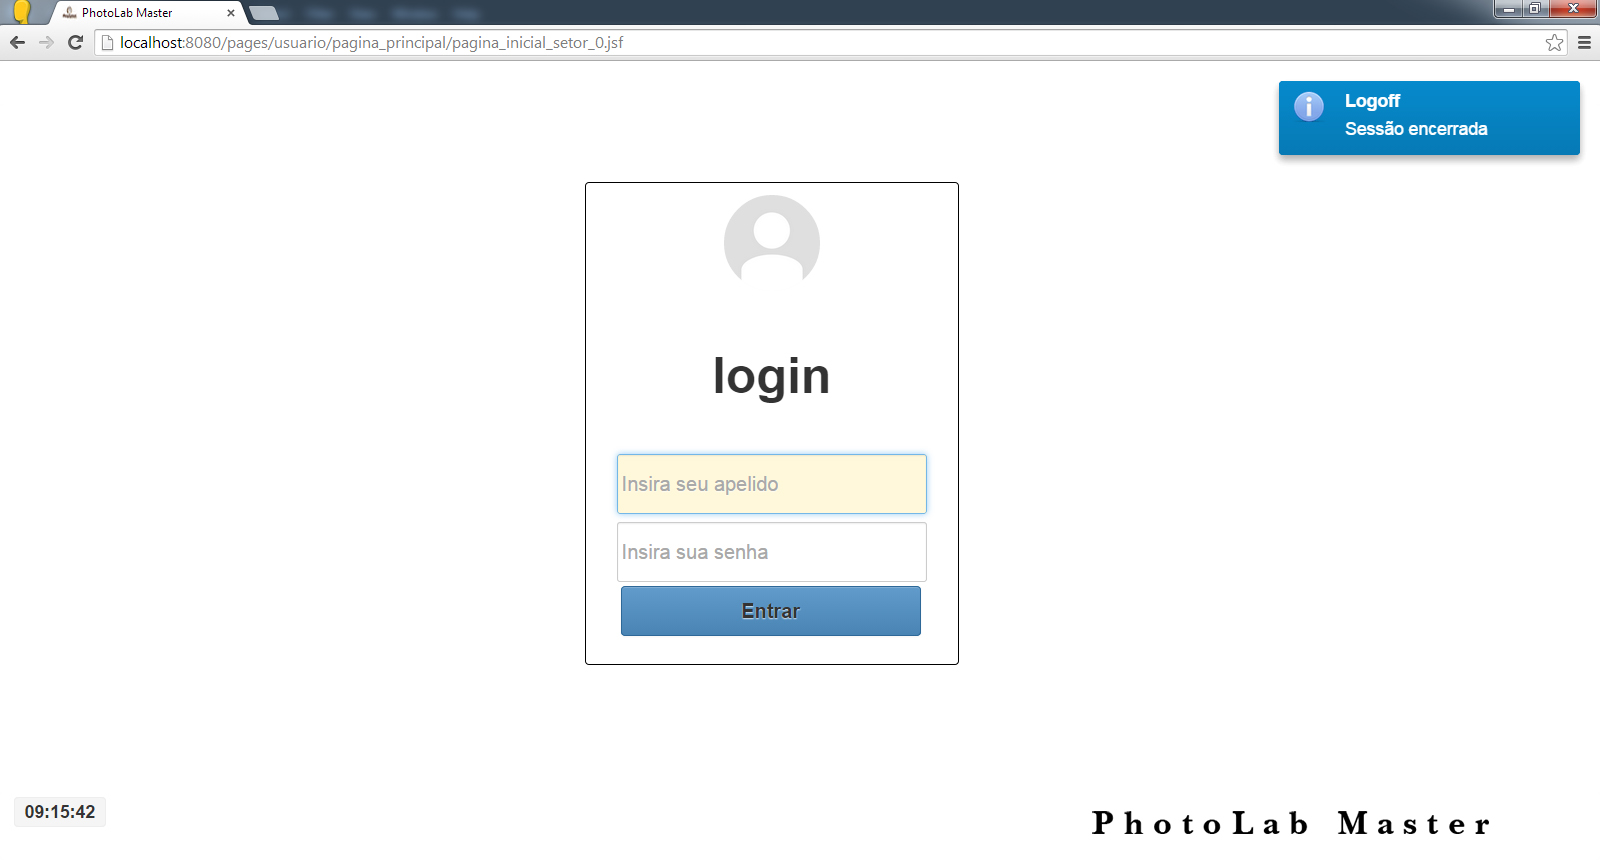 PhotoLab Master
localhost:8080/pages/usuario/pagina_principal/pagina_inicial_setor_0.jsf
Logoff
Sessão encerrada
login
Insira seu apelido
Insira sua senha
Entrar
09:15:42
PhotoLab Master